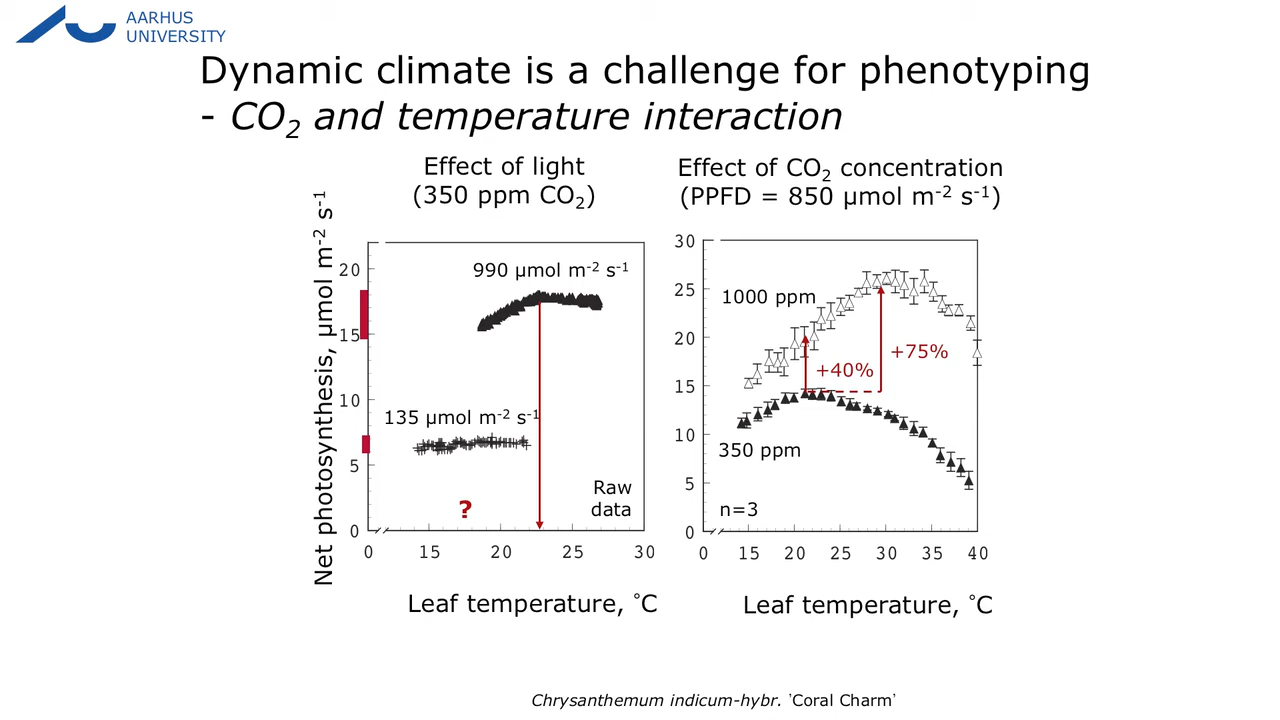 AARHUS
UNIVERSITY
Dynamic climate is a challenge for phenotyping
- CO2 and temperature interaction
Effect of light
(350 ppm CO2)
Net photosynthesis, µmol m-2 s-1
20
15
10
5
0
990 µmol m-2 s-1
135 µmol m-2 s-1
?
Raw
data
0 15 20 25 30
Leaf temperature, °C
Effect of CO2 concentration
(PPFD = 850 µmol m-2 s-1)
30
25
20
15
10
5
0
1000 ppm
+40%
+75%
350 ppm
n=3
0 15 20 25 30 35 40
Leaf temperature, °C
Chrysanthemum indicum-hybr. 'Coral Charm'